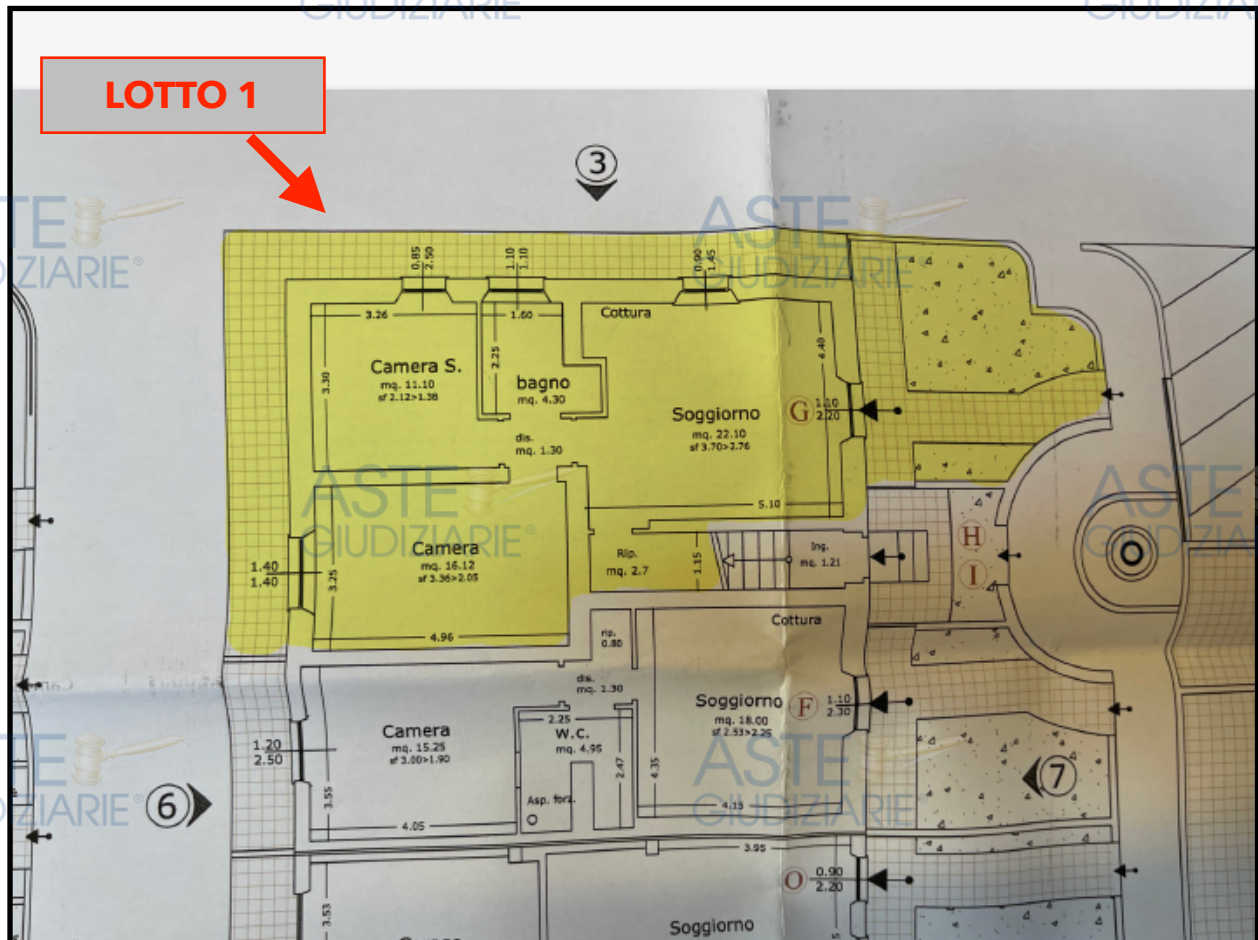 GIUDIZIARIE
LOTTO 1
3
ASTE
GIUDIZIARIE®
0.85
2.50
1.10
1.10
0.90
1.45
3.26
1.60
Cottura
Camera S.
mq. 11.10
sf 2.12>1.38
3.30
2.25
bagno
mq. 4.30
4.40
Soggiorno
mq. 22.10
sf 3.70>2.76
G
1.10
2.20
dis.
mq. 1.30
5.10
ASTE
GIUDIZIARIE®
ASTE
GIUDIZIARIE
Camera
mq. 16.12
sf 3.36>2.05
1.40
1.40
3.25
4.96
Rip.
mq. 2.7
1.15
Ing.
mq. 1.21
H
I
rip.
0.80
Cottura
dis.
mq. 1.30
Camera
mq. 15.25
sf 3.00>1.90
1.20
2.50
3.55
4.05
2.25
W.C.
mq. 4.95
2.47
Asp. forz.
Soggiorno
mq. 18.00
sf 2.53>2.25
F
1.10
2.30
4.35
4.15
6
7
ASTE
GIUDIZIARIE
3.95
O
0.90
2.20
3.53
Soggiorno